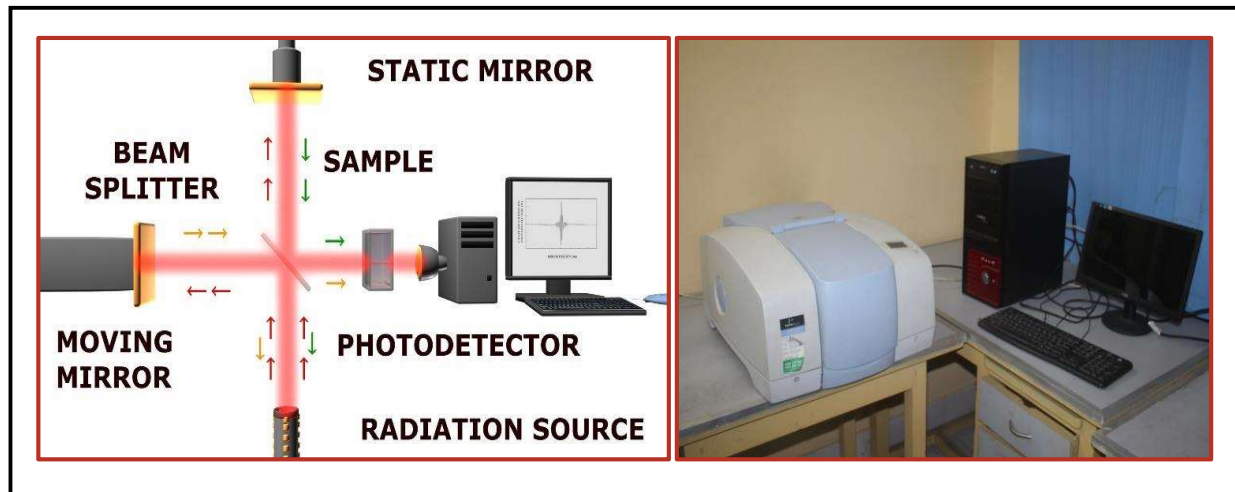 STATIC MIRROR
BEAM
SPLITTER
SAMPLE
MOVING
MIRROR
PHOTODETECTOR
RADIATION SOURCE